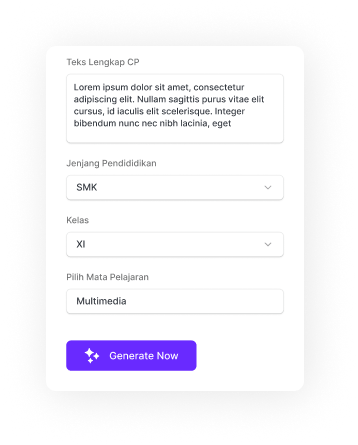 Teks Lengkap CP
Lorem ipsum dolor sit amet, consectetur
adipiscing elit. Nullam sagittis purus vitae elit
cursus, id iaculis elit scelerisque. Integer
bibendum nunc nec nibh lacinia, eget
Jenjang Pendididikan
SMK
Kelas
XI
Pilih Mata Pelajaran
Multimedia
Generate Now